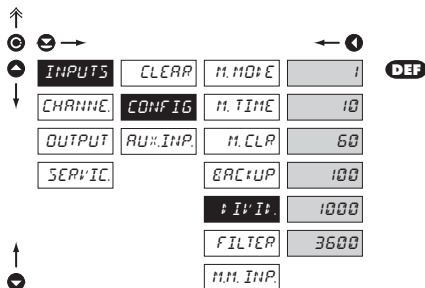 INPUTS CLEAR M.MODE 1 DEF
CHANNE. CONFIG M.TIME 10
OUTPUT AUX.INP. M.CLR 60
SERVIC. BACKUP 100
DIVID. 1000
FILTER 3600
M.M. INP.